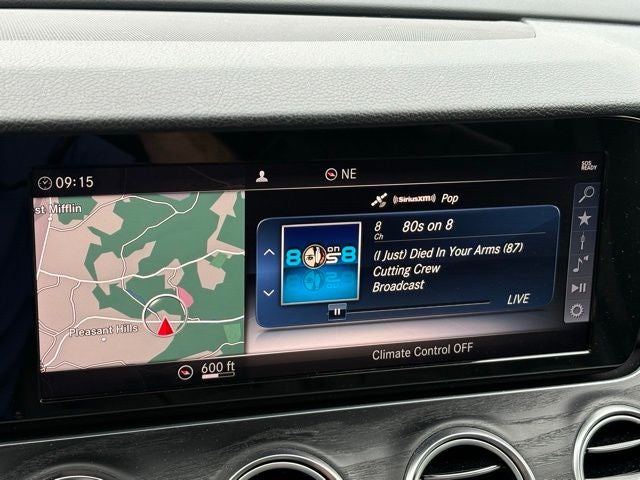 09:15
NE
SOS
READY
((SiriusXM)) Pop
st Mifflin
Pleasant Hills
600 ft
8 80s on 8
Ch
80on8
(I Just) Died In Your Arms (87)
Cutting Crew
Broadcast
LIVE
Climate Control OFF